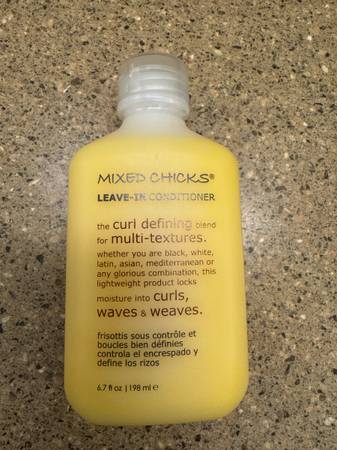 MIXED CHICKS®
LEAVE-IN CONDITIONER
the curl defining blend
for multi-textures.
whether you are black, white,
latin, asian, mediterranean or
any glorious combination, this
lightweight product locks
moisture into curls,
waves & weaves.
frisottis sous contrôle et
boucles bien définies
controla el encrespado y
define los rizos
6.7 fl oz | 198 ml ℮